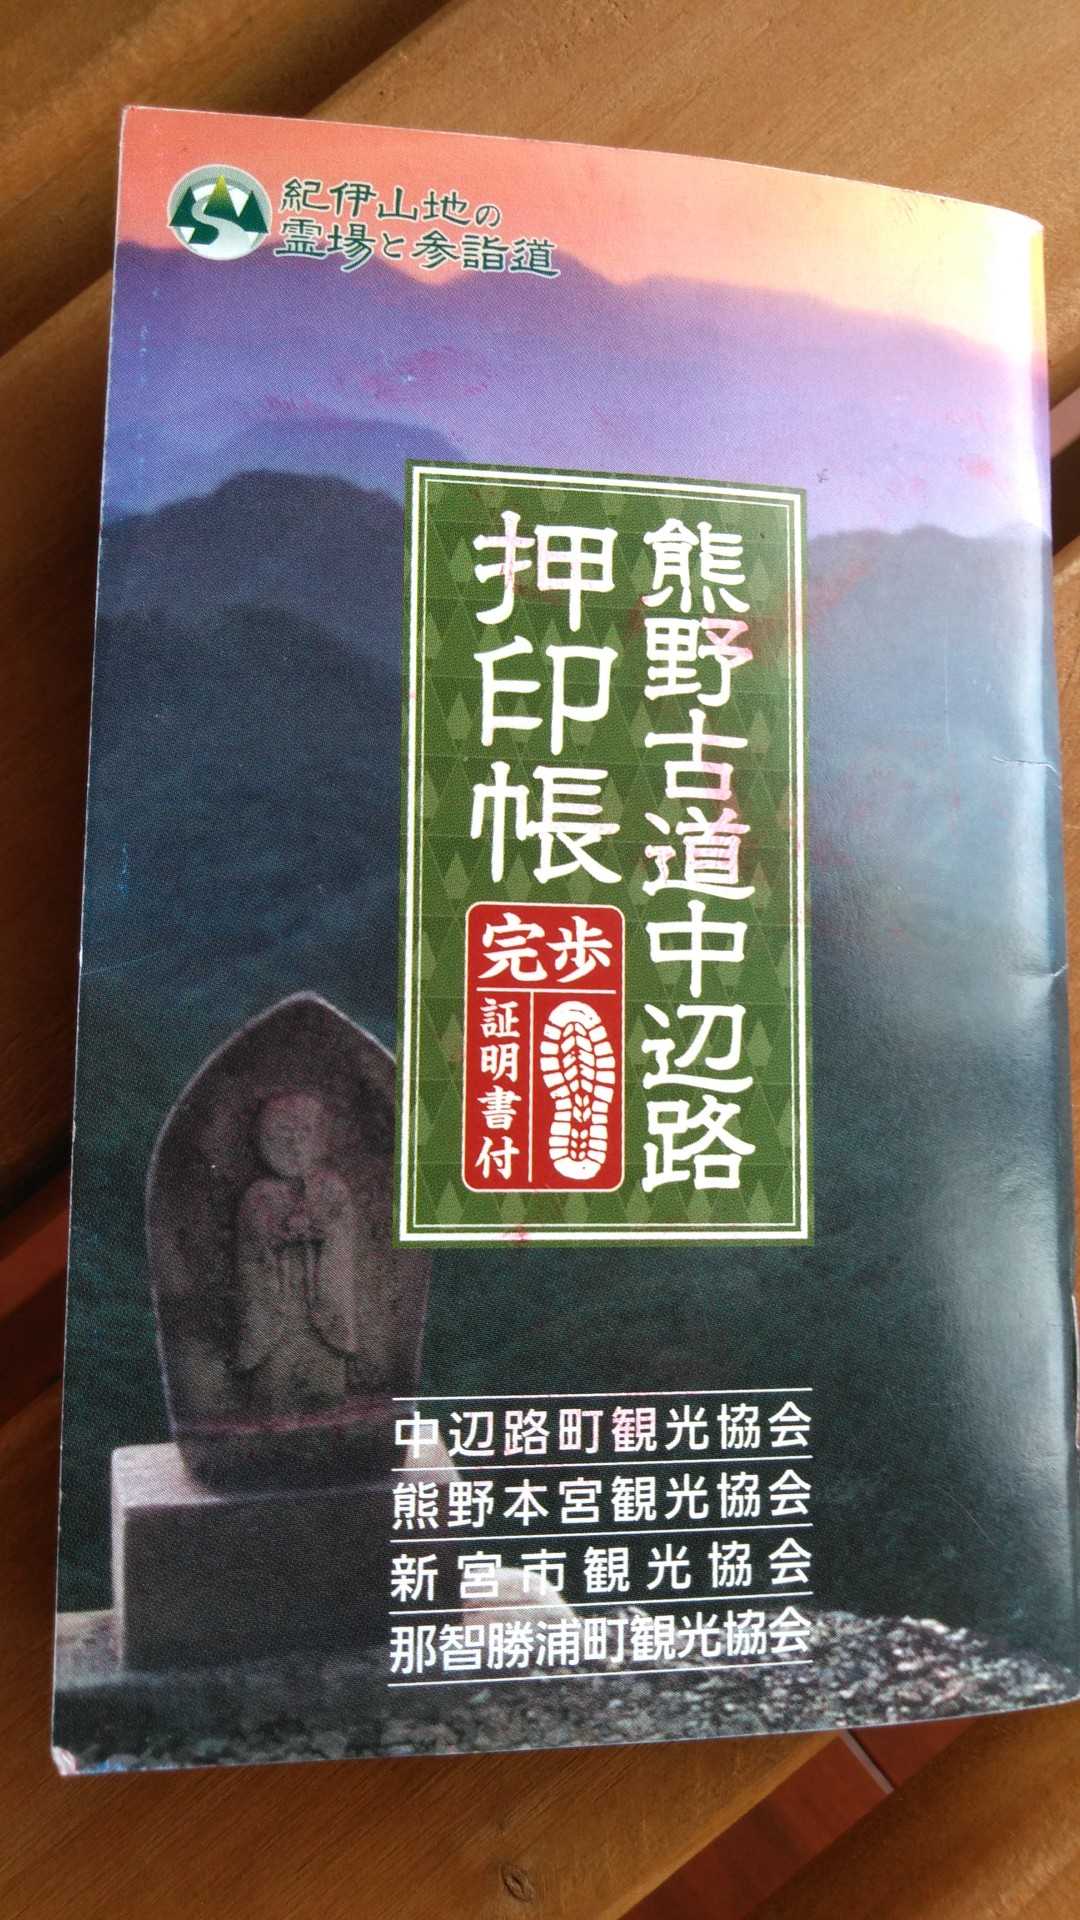 紀伊山地の
霊場と参詣道
熊野古道中辺路
押印帳
完歩
証明書付
中辺路町観光協会
熊野本宮観光協会
新宮市観光協会
那智勝浦町観光協会